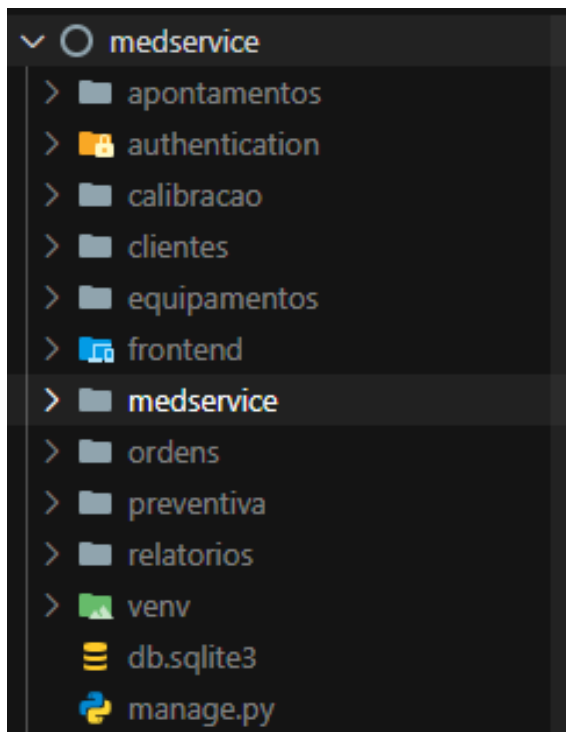 medservice
apontamentos
authentication
calibracao
clientes
equipamentos
frontend
medservice
ordens
preventiva
relatorios
venv
db.sqlite3
manage.py